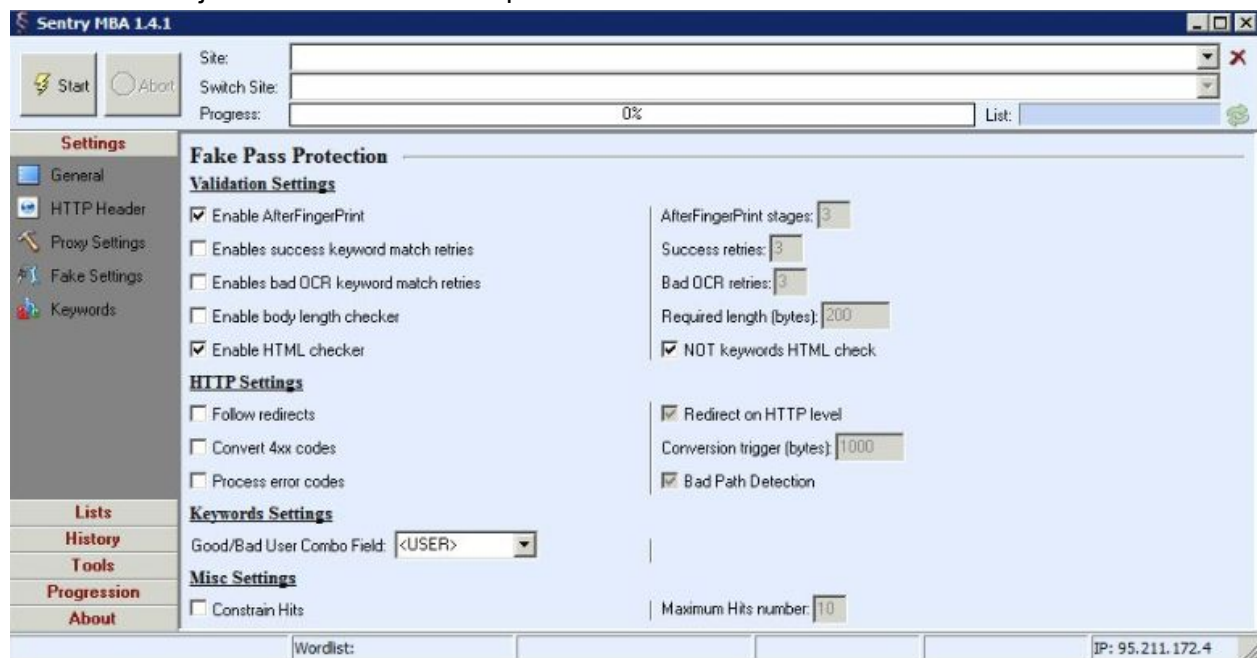 Sentry MBA 1.4.1
Start
Abort
Site:
Switch Site:
Progress: 0% List:
Settings
General
HTTP Header
Proxy Settings
Fake Settings
Keywords
Lists
History
Tools
Progression
About
Fake Pass Protection
Validation Settings
Enable AfterFingerPrint AfterFingerPrint stages: 3
Enables success keyword match retries Success retries: 3
Enables bad OCR keyword match retries Bad OCR retries: 3
Enable body length checker Required length (bytes): 200
Enable HTML checker NOT keywords HTML check
HTTP Settings
Follow redirects Redirect on HTTP level
Convert 4xx codes Conversion trigger (bytes): 1000
Process error codes Bad Path Detection
Keywords Settings
Good/Bad User Combo Field: <USER>
Misc Settings
Constrain Hits Maximum Hits number: 10
Wordlist: IP: 95.211.172.4